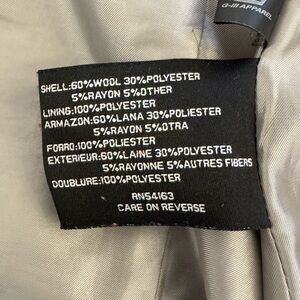 G-III APPAREL
SHELL:60%WOOL 30%POLYESTER
5%RAYON 5%OTHER
LINING:100%POLYESTER
ARMAZON:60%LANA 30%POLIESTER
5%RAYON 5%OTRA
FORRO:100%POLIESTER
EXTERIEUR:60%LAINE 30%POLYESTER
5%RAYONNE 5%AUTRES FIBERS
DOUBLURE:100%POLYESTER
RN54163
CARE ON REVERSE